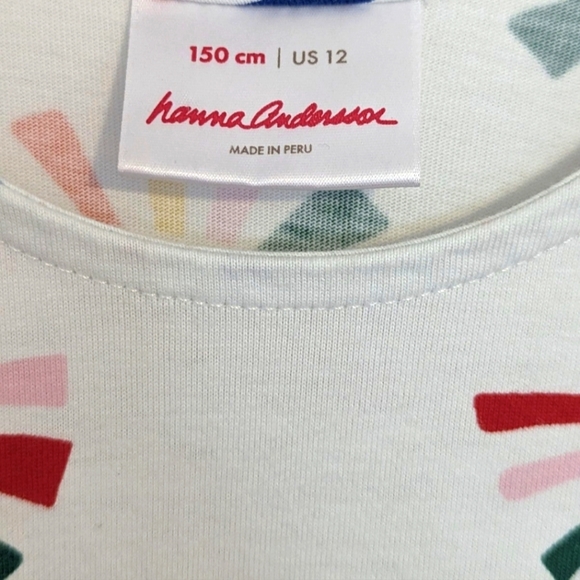 150 cm | US 12
hanna andersson
MADE IN PERU